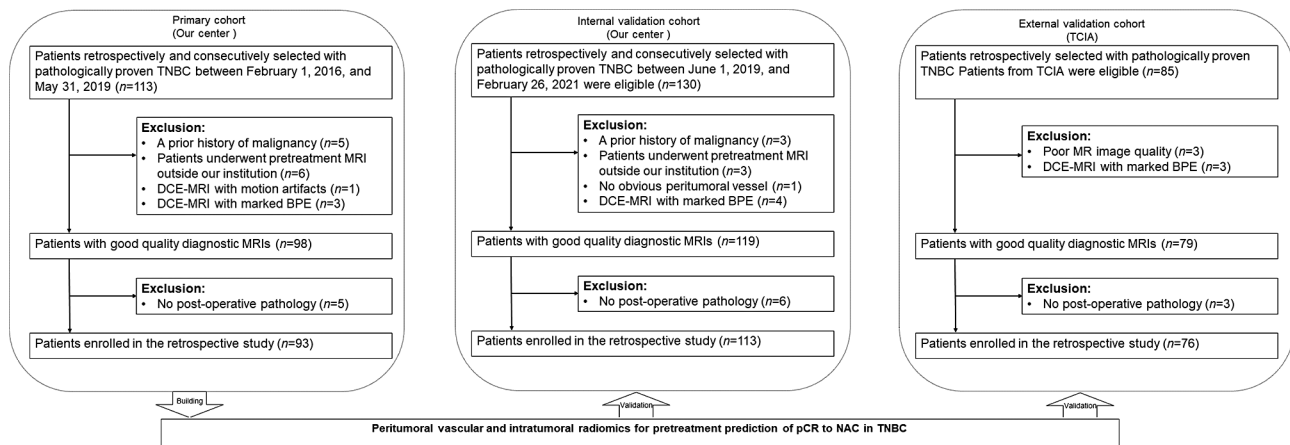 Primary cohort
(Our center )
Patients retrospectively and consecutively selected with
pathologically proven TNBC between February 1, 2016, and
May 31, 2019 (n=113)
Exclusion:
• A prior history of malignancy (n=5)
• Patients underwent pretreatment MRI
outside our institution (n=6)
• DCE-MRI with motion artifacts (n=1)
• DCE-MRI with marked BPE (n=3)
Patients with good quality diagnostic MRIs (n=98)
Exclusion:
• No post-operative pathology (n=5)
Patients enrolled in the retrospective study (n=93)
Building
Internal validation cohort
(Our center )
Patients retrospectively and consecutively selected with
pathologically proven TNBC between June 1, 2019, and
February 26, 2021 were eligible (n=130)
Exclusion:
• A prior history of malignancy (n=3)
• Patients underwent pretreatment MRI
outside our institution (n=3)
• No obvious peritumoral vessel (n=1)
• DCE-MRI with marked BPE (n=4)
Patients with good quality diagnostic MRIs (n=119)
Exclusion:
• No post-operative pathology (n=6)
Patients enrolled in the retrospective study (n=113)
Validation
External validation cohort
(TCIA)
Patients retrospectively selected with pathologically proven
TNBC Patients from TCIA were eligible (n=85)
Exclusion:
• Poor MR image quality (n=3)
• DCE-MRI with marked BPE (n=3)
Patients with good quality diagnostic MRIs (n=79)
Exclusion:
• No post-operative pathology (n=3)
Patients enrolled in the retrospective study (n=76)
Validation
Peritumoral vascular and intratumoral radiomics for pretreatment prediction of pCR to NAC in TNBC